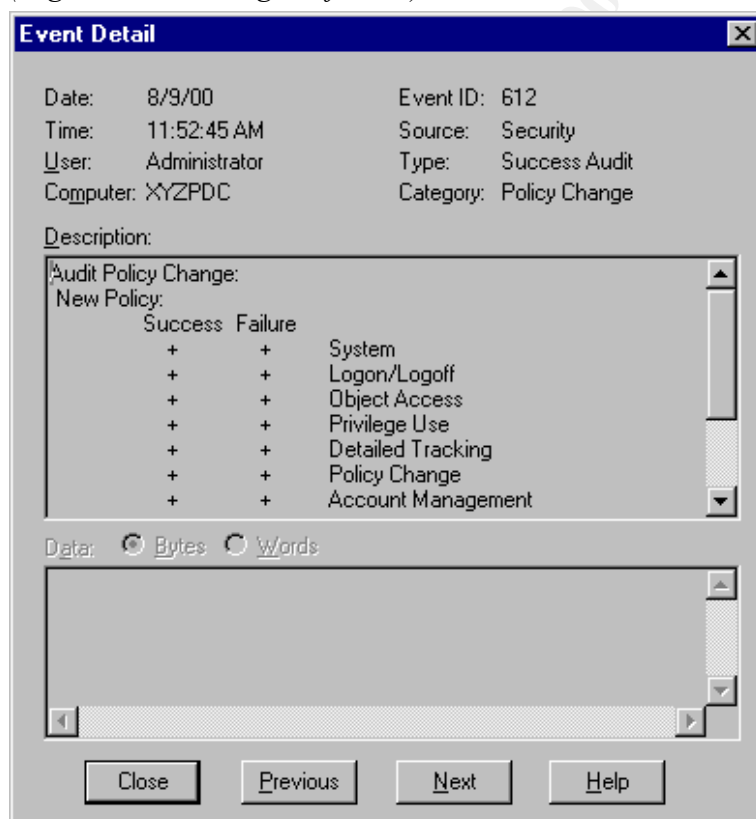 Event Detail
Date: 8/9/00 Event ID: 612
Time: 11:52:45 AM Source: Security
User: Administrator Type: Success Audit
Computer: XYZPDC Category: Policy Change
Description:
Audit Policy Change:
New Policy:
Success Failure
+ + System
+ + Logon/Logoff
+ + Object Access
+ + Privilege Use
+ + Detailed Tracking
+ + Policy Change
+ + Account Management
Data: Bytes Words
Close Previous Next Help